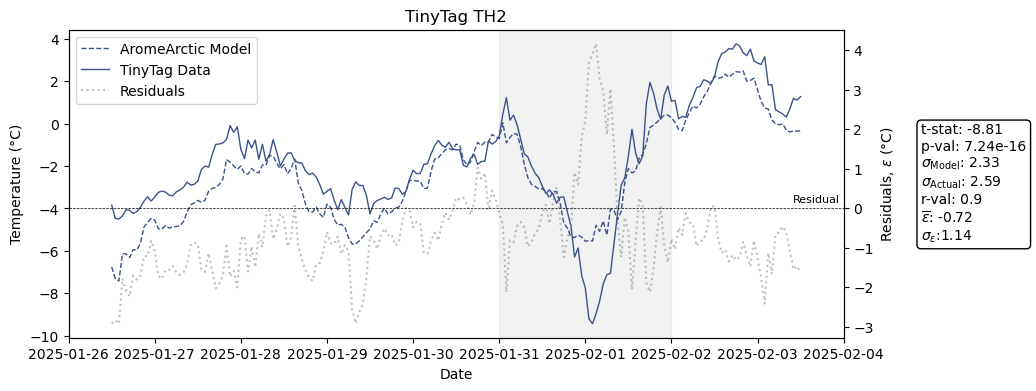 TinyTag TH2
AromeArctic Model
TinyTag Data
Residuals
Temperature (°C)
4
2
0
−2
−4
−6
−8
−10
Residual
Residuals, ε (°C)
4
3
2
1
0
−1
−2
−3
2025-01-26 2025-01-27 2025-01-28 2025-01-29 2025-01-30 2025-01-31 2025-02-01 2025-02-02 2025-02-03 2025-02-04
Date
t-stat: -8.81
p-val: 7.24e-16
σModel: 2.33
σActual: 2.59
r-val: 0.9
ε̅: -0.72
σε:1.14